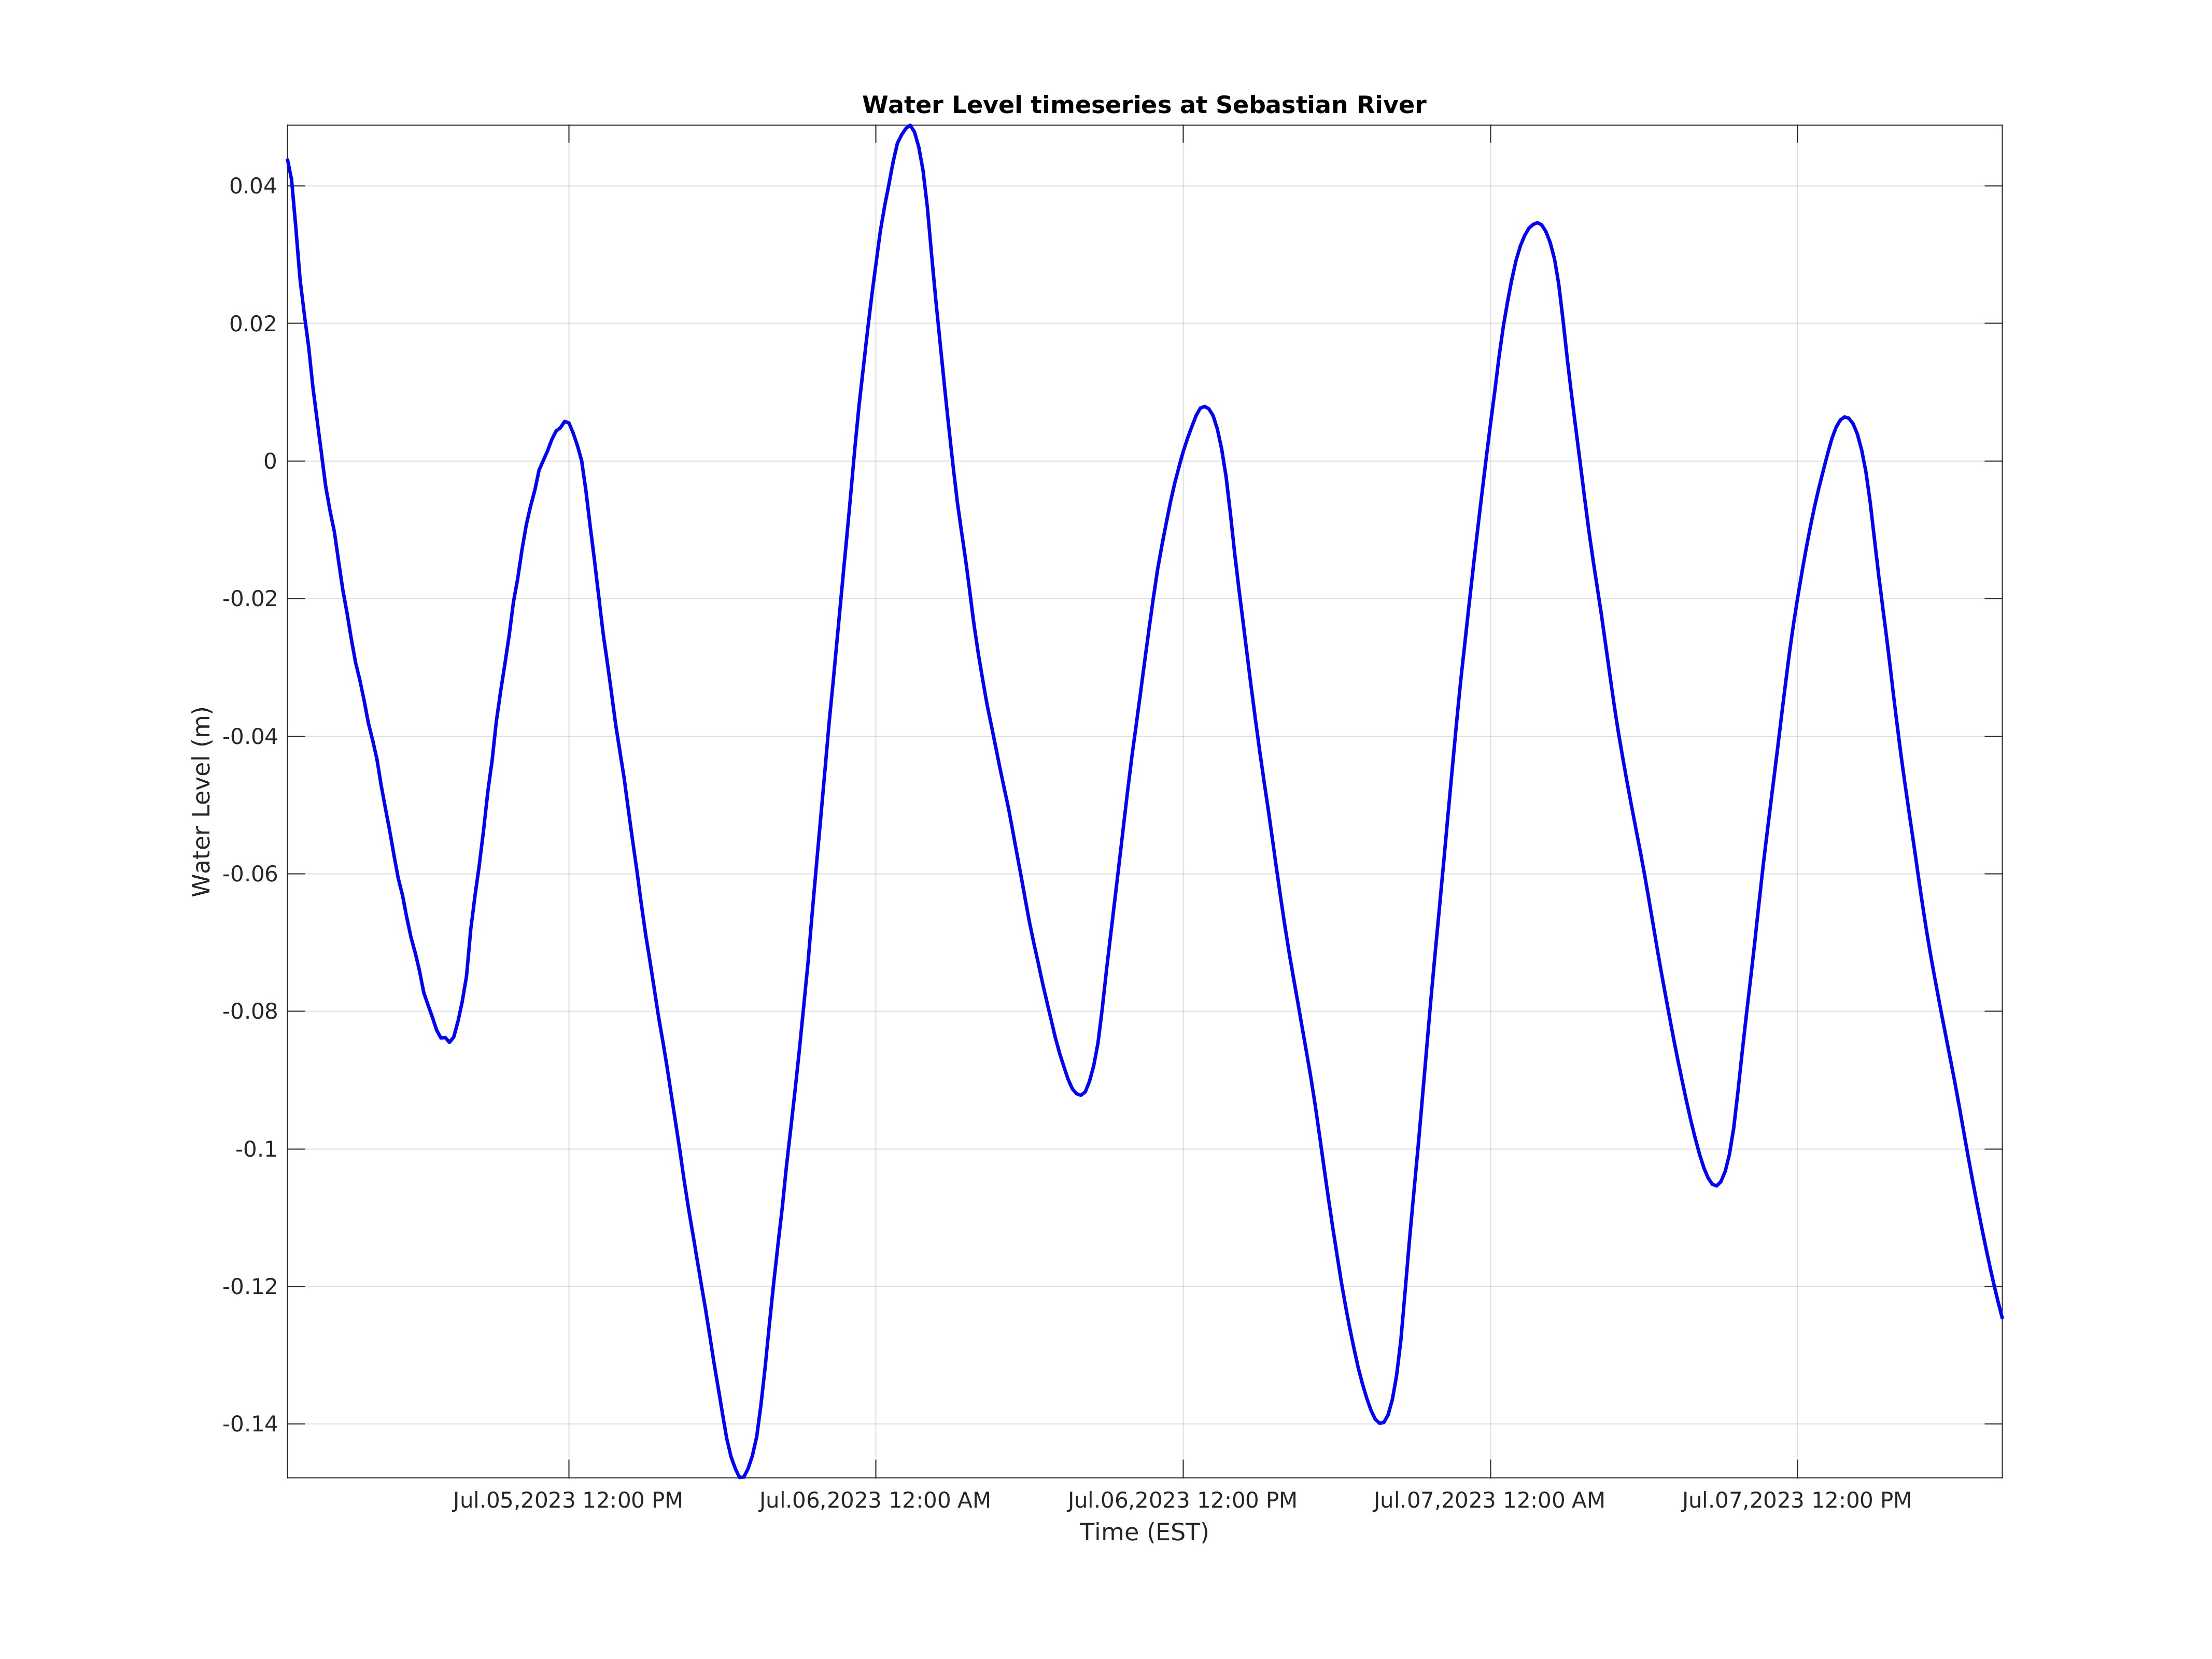 Water Level timeseries at Sebastian River
0.04
0.02
0
-0.02
-0.04
-0.06
-0.08
-0.1
-0.12
-0.14
Water Level (m)
Jul.05,2023 12:00 PM
Jul.06,2023 12:00 AM
Jul.06,2023 12:00 PM
Jul.07,2023 12:00 AM
Jul.07,2023 12:00 PM
Time (EST)